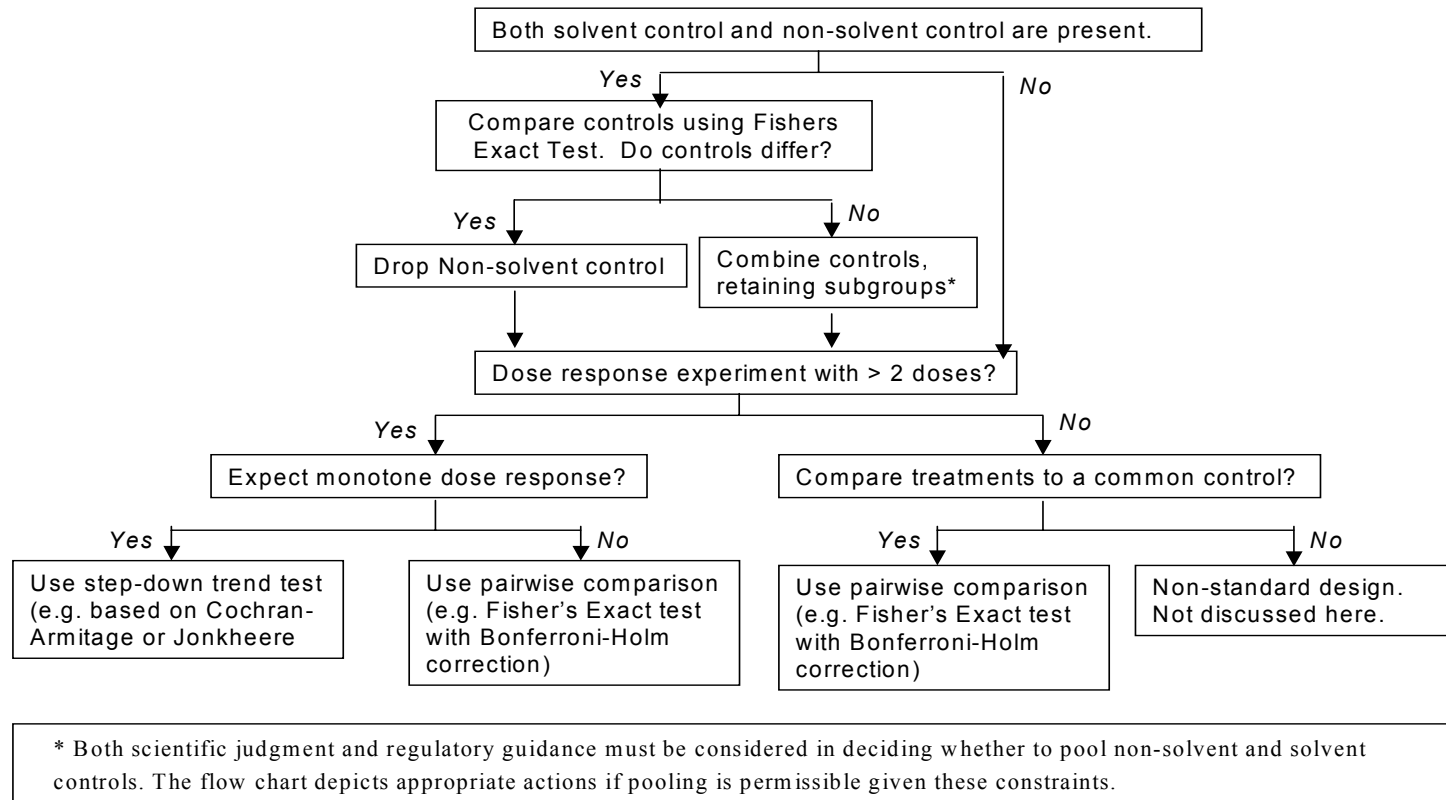 Both solvent control and non-solvent control are present.
Yes
No
Compare controls using Fishers
Exact Test. Do controls differ?
Yes
No
Drop Non-solvent control
Combine controls,
retaining subgroups*
Dose response experiment with > 2 doses?
Yes
No
Expect monotone dose response?
Compare treatments to a common control?
Yes
No
Yes
No
Use step-down trend test
(e.g. based on Cochran-
Armitage or Jonkheere
Use pairwise comparison
(e.g. Fisher's Exact test
with Bonferroni-Holm
correction)
Use pairwise comparison
(e.g. Fisher's Exact test
with Bonferroni-Holm
correction)
Non-standard design.
Not discussed here.
* Both scientific judgment and regulatory guidance must be considered in deciding whether to pool non-solvent and solvent
controls. The flow chart depicts appropriate actions if pooling is permissible given these constraints.